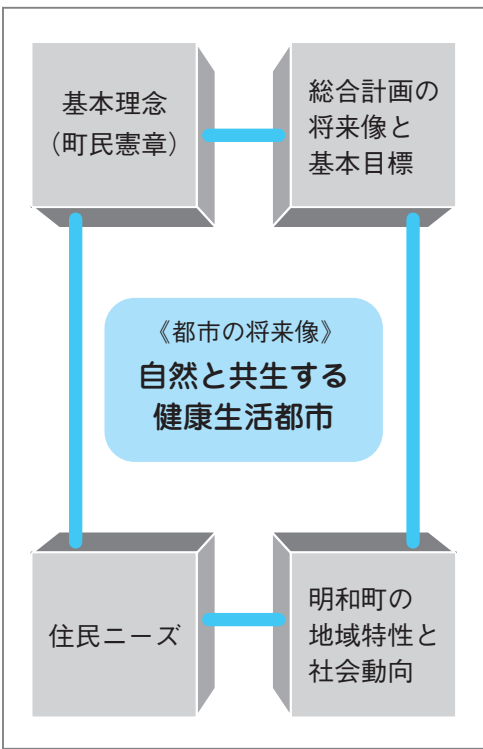 基本理念
（町民憲章）
総合計画の
将来像と
基本目標
《都市の将来像》
自然と共生する
健康生活都市
住民ニーズ
明和町の
地域特性と
社会動向